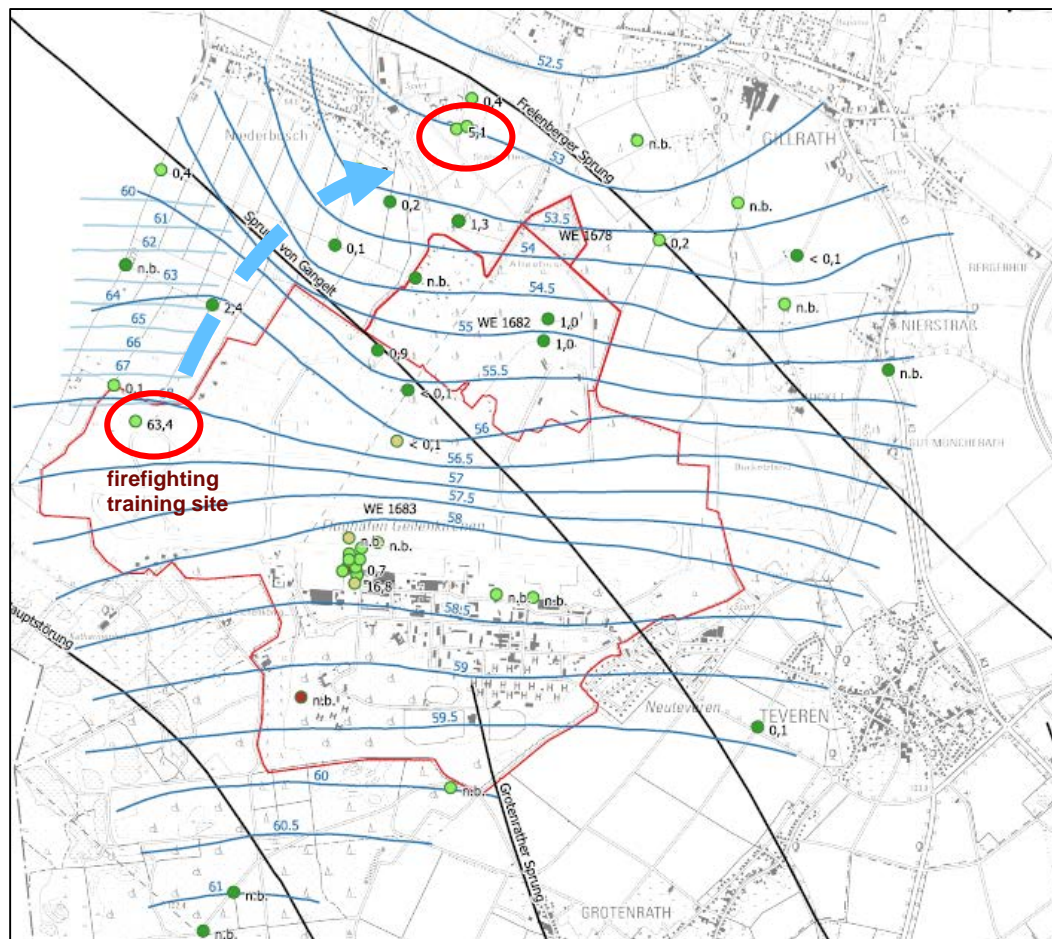 52.5
Freienberger Sprung
0,4
5,1
53
GILLRATH
n.b.
Niederbusch
0,4
60
61
62
63
64
65
66
67
68
Sprung von Gangelt
0,2
1,3
0,1
n.b.
53.5
WE 1678
54
n.b.
0,2
< 0,1
n.b.
n.b.
54.5
2,4
55
WE 1682
1,0
1,0
NIERSTRAß
0,9
55.5
n.b.
0,1
< 0,1
63,4
56
< 0,1
56.5
firefighting
training site
57
57.5
WE 1683
58
Flughafen Geilenkirchen
n.b.
n.b.
0,7
16,8
n.b.
n.b.
58.5
Hauptstörung
59
n.b.
Neuteveren
59.5
TEVEREN
0,1
60
n.b.
Grotenrather Sprung
60.5
61
n.b.
n.b.
GROTENRATH